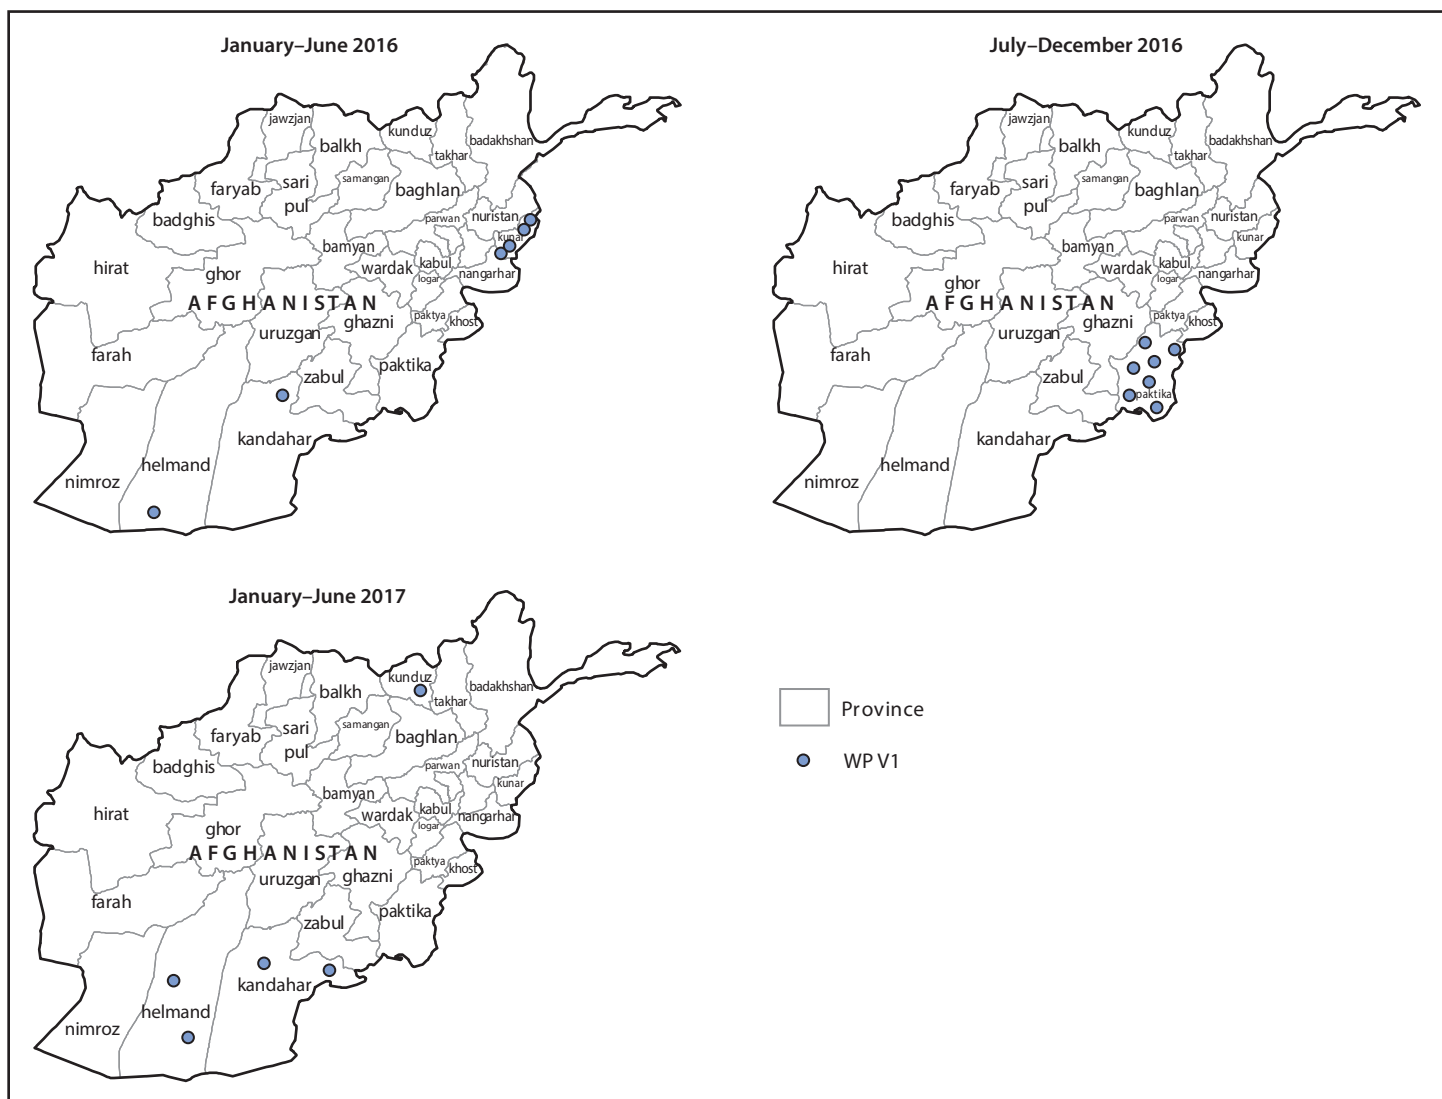 January–June 2016
jawzjan
kunduz
balkh
badakhshan
takhar
samangan
sari
pul
faryab
baghlan
badghis
parwan
nuristan
kunar
bamyan
hirat
wardak
kabul
ghor
logar
nangarhar
AFGHANISTAN
uruzgan
ghazni
paktya
khost
farah
zabul
paktika
kandahar
helmand
nimroz
July–December 2016
jawzjan
kunduz
balkh
badakhshan
takhar
samangan
sari
pul
faryab
baghlan
badghis
parwan
nuristan
kunar
bamyan
hirat
wardak
kabul
ghor
logar
nangarhar
AFGHANISTAN
uruzgan
ghazni
paktya
khost
farah
zabul
paktika
kandahar
helmand
nimroz
January–June 2017
jawzjan
kunduz
balkh
badakhshan
takhar
samangan
sari
pul
faryab
baghlan
badghis
parwan
nuristan
kunar
bamyan
hirat
wardak
kabul
ghor
logar
nangarhar
AFGHANISTAN
uruzgan
ghazni
paktya
khost
farah
zabul
paktika
kandahar
helmand
nimroz
Province
WPV1